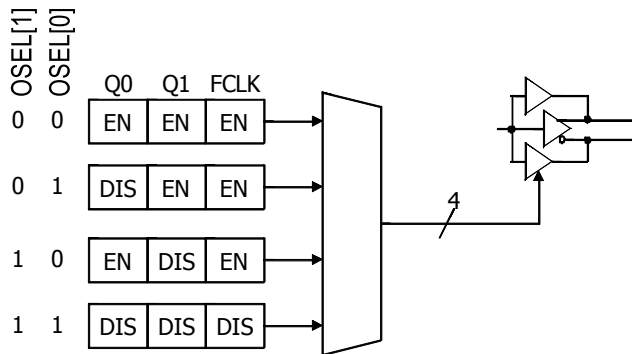 OSEL[1] OSEL[0]
Q0 Q1 FCLK
0 0 EN EN EN
0 1 DIS EN EN
4
1 0 EN DIS EN
1 1 DIS DIS DIS